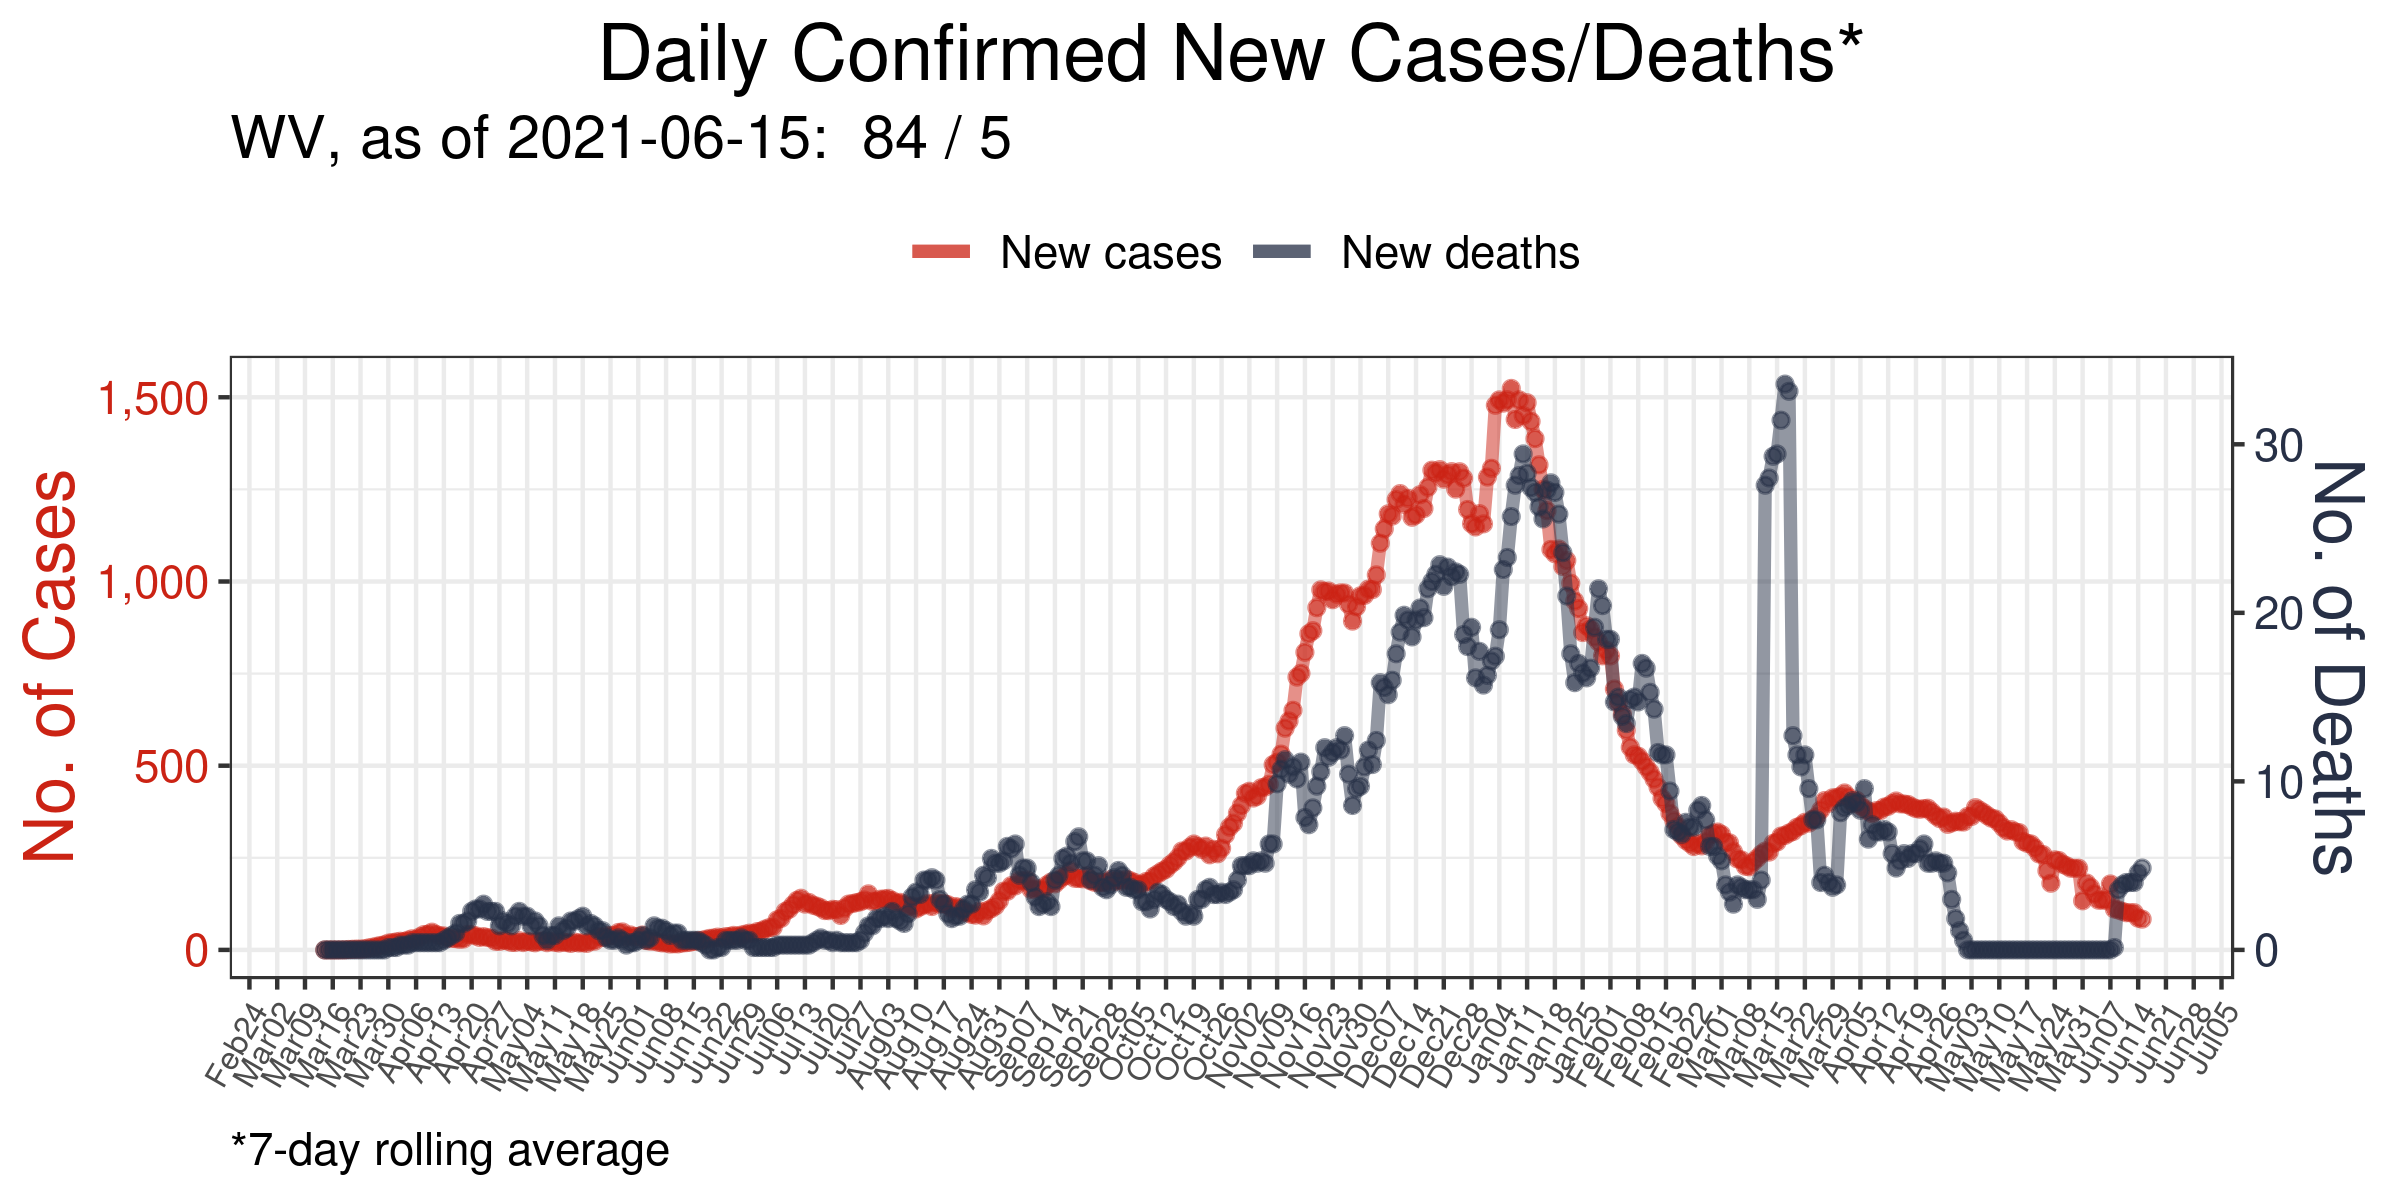 Daily Confirmed New Cases/Deaths*
WV, as of 2021-06-15:  84 / 5
New cases
New deaths
No. of Cases
1,500
1,000
500
0
30
20
10
0
No. of Deaths
Feb24
Mar02
Mar09
Mar16
Mar23
Mar30
Apr06
Apr13
Apr20
Apr27
May04
May11
May18
May25
Jun01
Jun08
Jun15
Jun22
Jun29
Jul06
Jul13
Jul20
Jul27
Aug03
Aug10
Aug17
Aug24
Aug31
Sep07
Sep14
Sep21
Sep28
Oct05
Oct12
Oct19
Oct26
Nov02
Nov09
Nov16
Nov23
Nov30
Dec07
Dec14
Dec21
Dec28
Jan04
Jan11
Jan18
Jan25
Feb01
Feb08
Feb15
Feb22
Mar01
Mar08
Mar15
Mar22
Mar29
Apr05
Apr12
Apr19
Apr26
May03
May10
May17
May24
May31
Jun07
Jun14
Jun21
Jun28
Jul05
*7-day rolling average